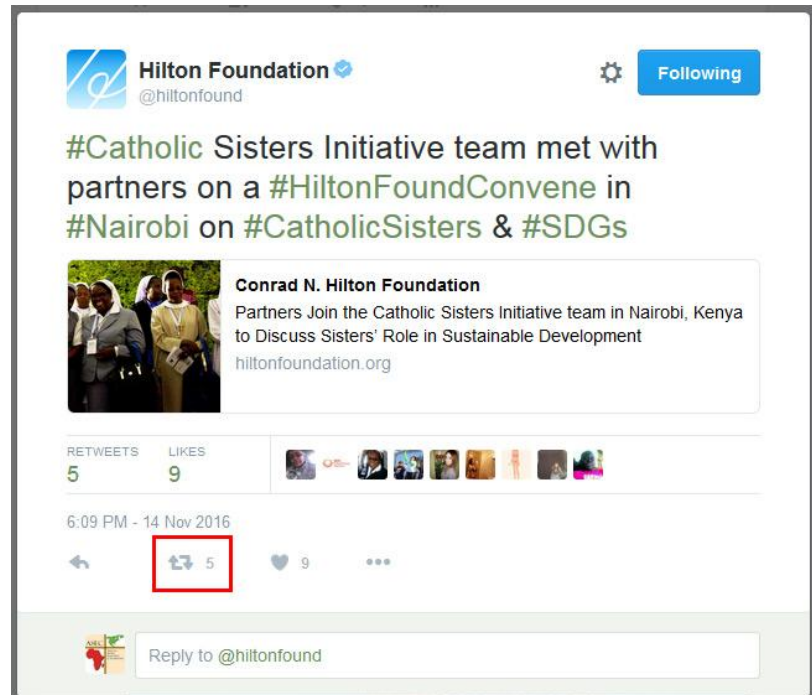 Hilton Foundation
@hiltonfound
Following
#Catholic Sisters Initiative team met with
partners on a #HiltonFoundConvene in
#Nairobi on #CatholicSisters & #SDGs
Conrad N. Hilton Foundation
Partners Join the Catholic Sisters Initiative team in Nairobi, Kenya
to Discuss Sisters' Role in Sustainable Development
hiltonfoundation.org
RETWEETS LIKES
5 9
6:09 PM - 14 Nov 2016
5 9
ASEC
Reply to @hiltonfound